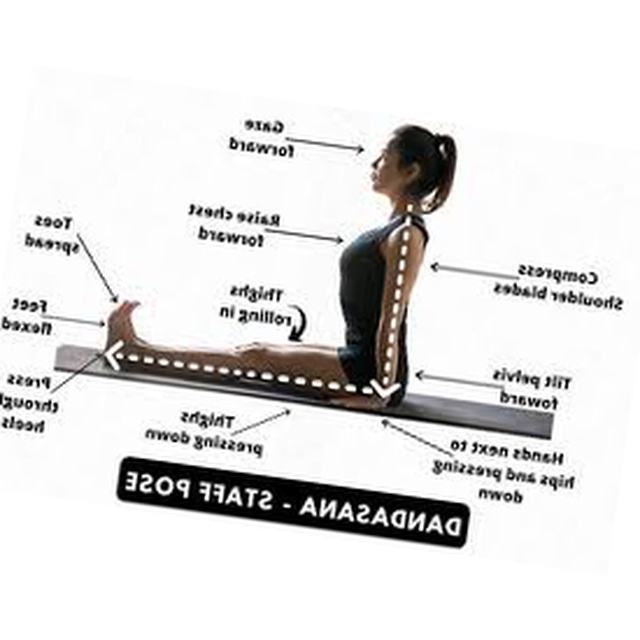 Gaze
forward
Raise chest
forward
Toes
spread
Compress
Shoulder blades
Thighs
rolling in
Feet
flexed
Tilt pelvis
foward
Press
through
heels
Thighs
pressing down
Hands next to
hips and pressing
down
DANDASANA - STAFF POSE